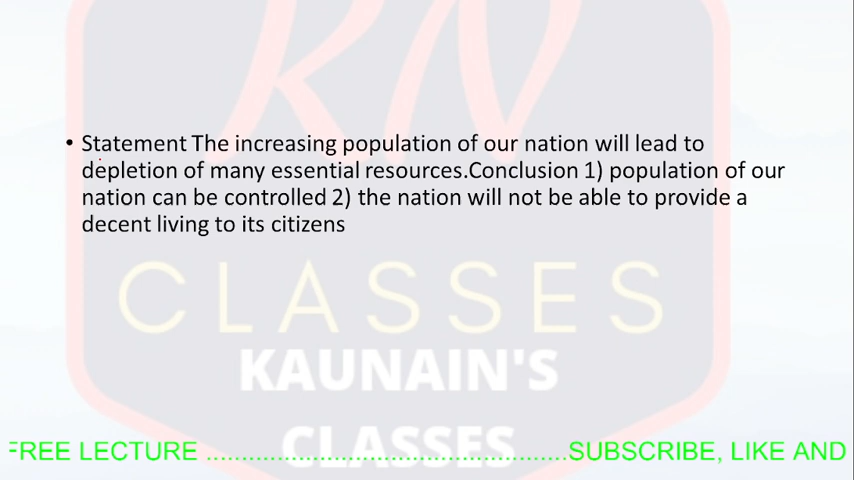 KN
• Statement The increasing population of our nation will lead to
depletion of many essential resources.Conclusion 1) population of our
nation can be controlled 2) the nation will not be able to provide a
decent living to its citizens
CLASSES
KAUNAIN'S
CLASSES
FREE LECTURE ..................................................SUBSCRIBE, LIKE AND